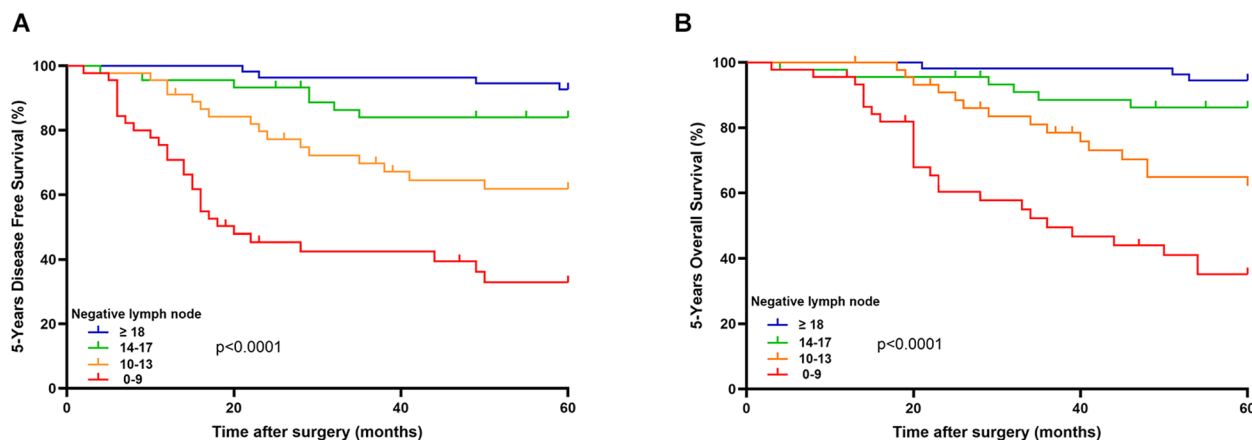 A
100
80
60
40
20
0
0 20 40 60
5-Years Disease Free Survival (%)
Time after surgery (months)
Negative lymph node
≥ 18
14-17
10-13
0-9
p<0.0001
B
100
80
60
40
20
0
0 20 40 60
5-Years Overall Survival (%)
Time after surgery (months)
Negative lymph node
≥ 18
14-17
10-13
0-9
p<0.0001